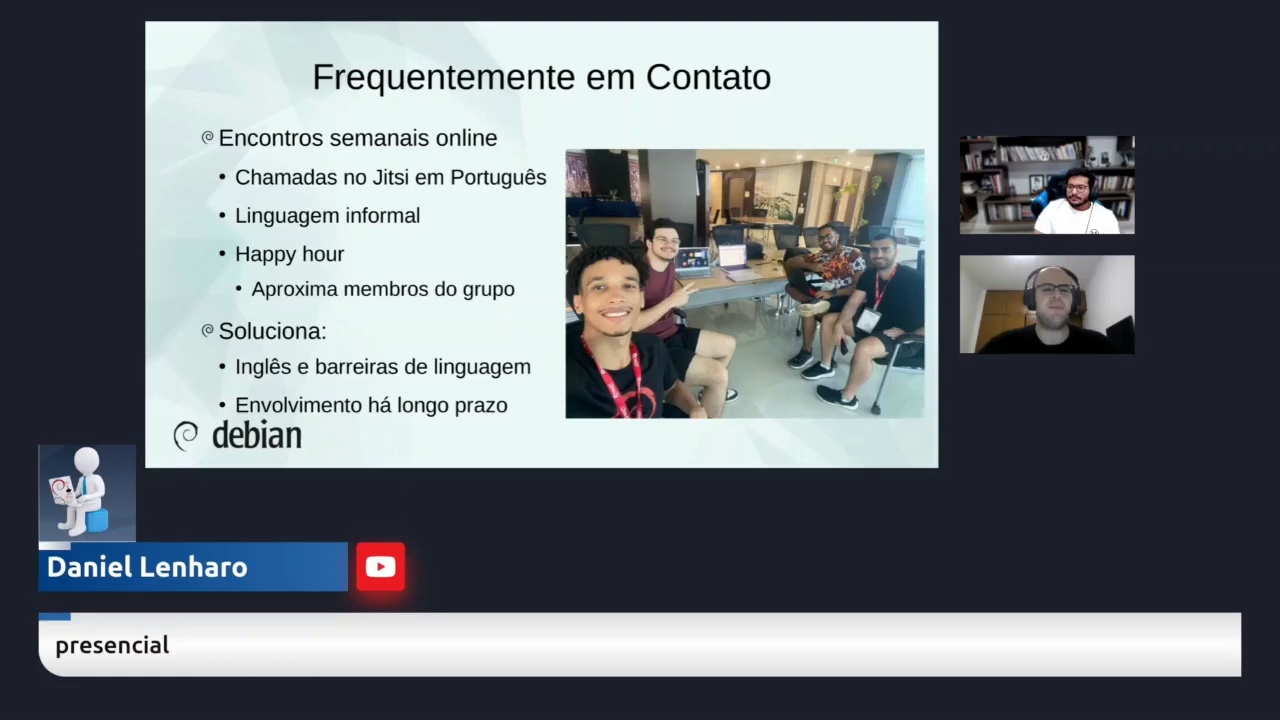 Frequentemente em Contato
Encontros semanais online
Chamadas no Jitsi em Português
Linguagem informal
Happy hour
Aproxima membros do grupo
Soluciona:
Inglês e barreiras de linguagem
Envolvimento há longo prazo
debian
Daniel Lenharo
presencial